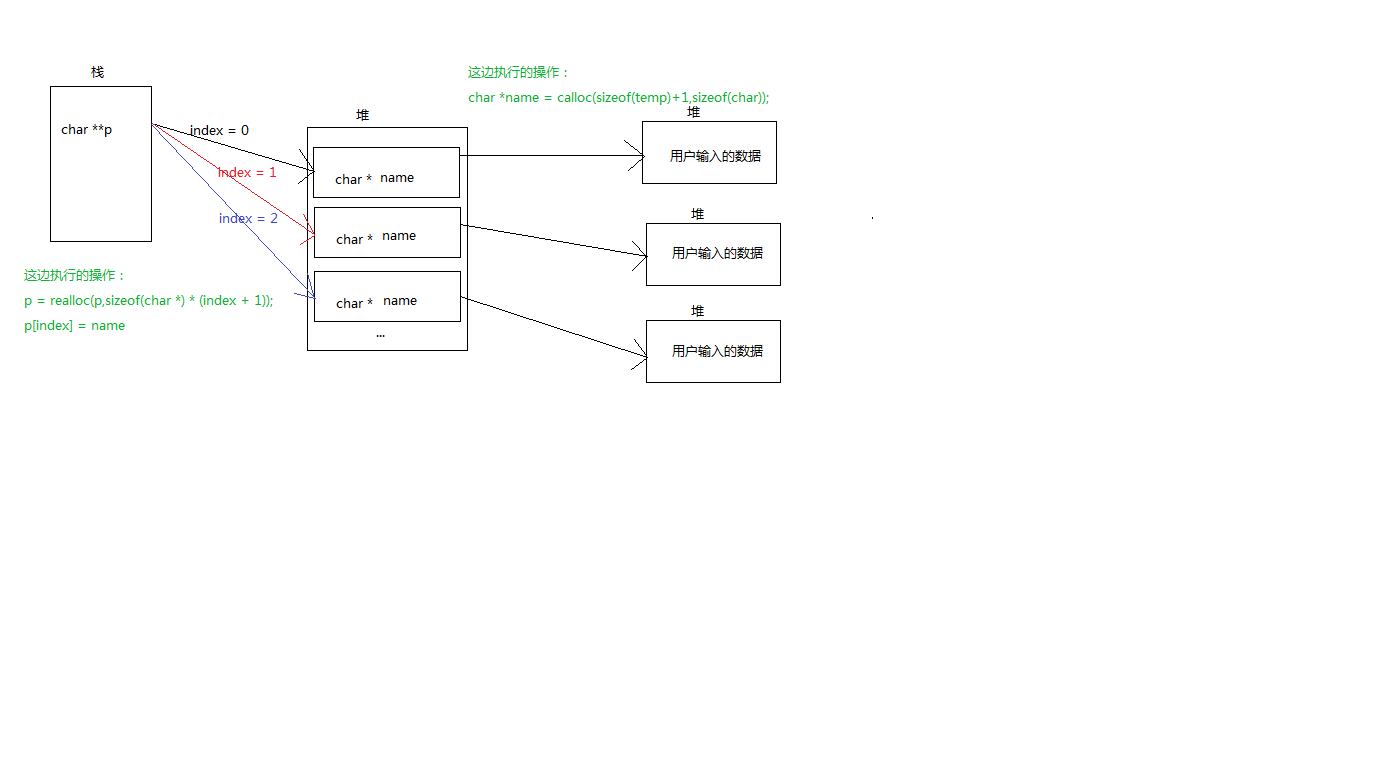 栈
char **p
index = 0
index = 1
index = 2
这边执行的操作：
p = realloc(p,sizeof(char *) * (index + 1));
p[index] = name
堆
char * name
char * name
char * name
...
这边执行的操作：
char *name = calloc(sizeof(temp)+1,sizeof(char));
堆
用户输入的数据
堆
用户输入的数据
堆
用户输入的数据